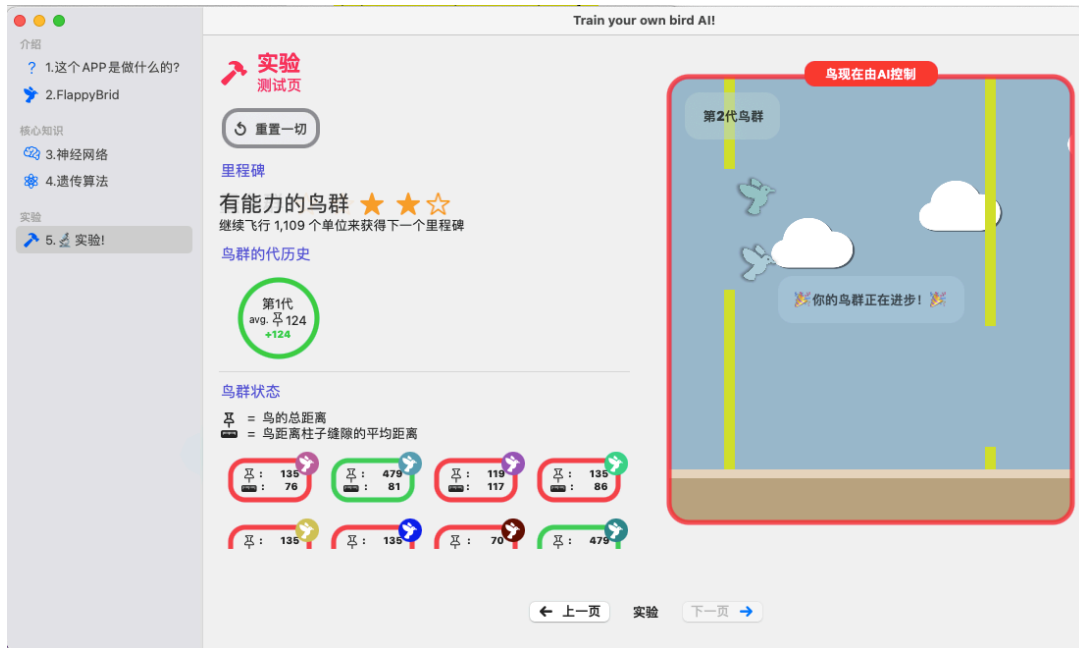 Train your own bird AI!
介绍
1.这个APP是做什么的?
2.FlappyBrid
核心知识
3.神经网络
4.遗传算法
实验
5.🔬实验!
实验
测试页
重置一切
里程碑
有能力的鸟群
继续飞行 1,109 个单位来获得下一个里程碑
鸟群的代历史
第1代
avg. 124
+124
鸟群状态
= 鸟的总距离
= 鸟距离柱子缝隙的平均距离
: 135
: 76
: 479
: 81
: 119
: 117
: 135
: 86
: 135
: 135
: 70
: 479
鸟现在由AI控制
第2代鸟群
🎉你的鸟群正在进步! 🎉
← 上一页
实验
下一页 →